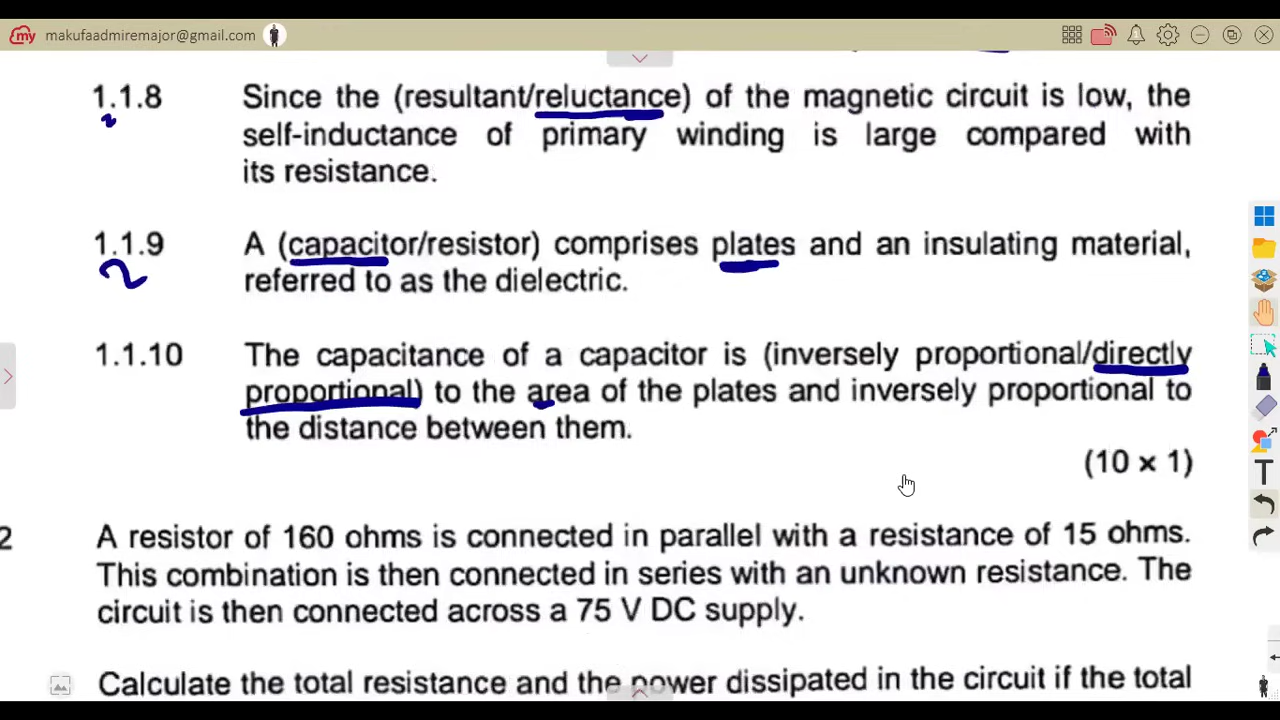 my makufaadmiremajor@gmail.com
1.1.8 Since the (resultant/reluctance) of the magnetic circuit is low, the
self-inductance of primary winding is large compared with
its resistance.
1.1.9 A (capacitor/resistor) comprises plates and an insulating material,
referred to as the dielectric.
1.1.10 The capacitance of a capacitor is (inversely proportional/directly
proportional) to the area of the plates and inversely proportional to
the distance between them.
(10 × 1)
2 A resistor of 160 ohms is connected in parallel with a resistance of 15 ohms.
This combination is then connected in series with an unknown resistance. The
circuit is then connected across a 75 V DC supply.
Calculate the total resistance and the power dissipated in the circuit if the total